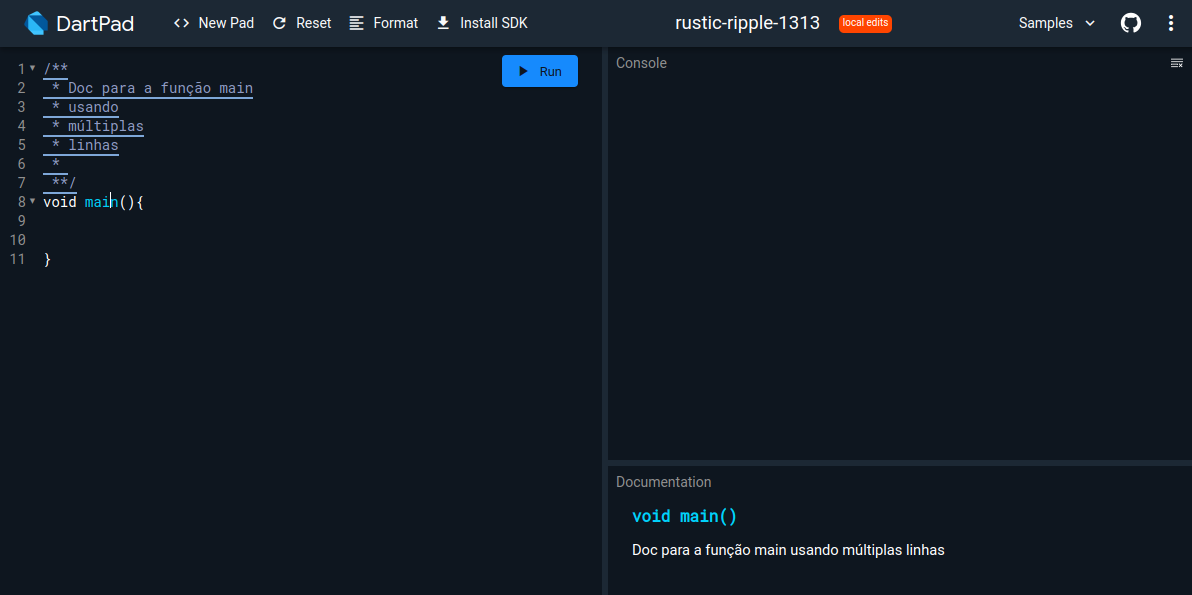 DartPad
<> New Pad
Reset
Format
Install SDK
rustic-ripple-1313
local edits
Samples
1 /**
2 * Doc para a função main
3 * usando
4 * múltiplas
5 * linhas
6 *
7 **/
8 void main(){
9
10
11 }
Run
Console
Documentation
void main()
Doc para a função main usando múltiplas linhas